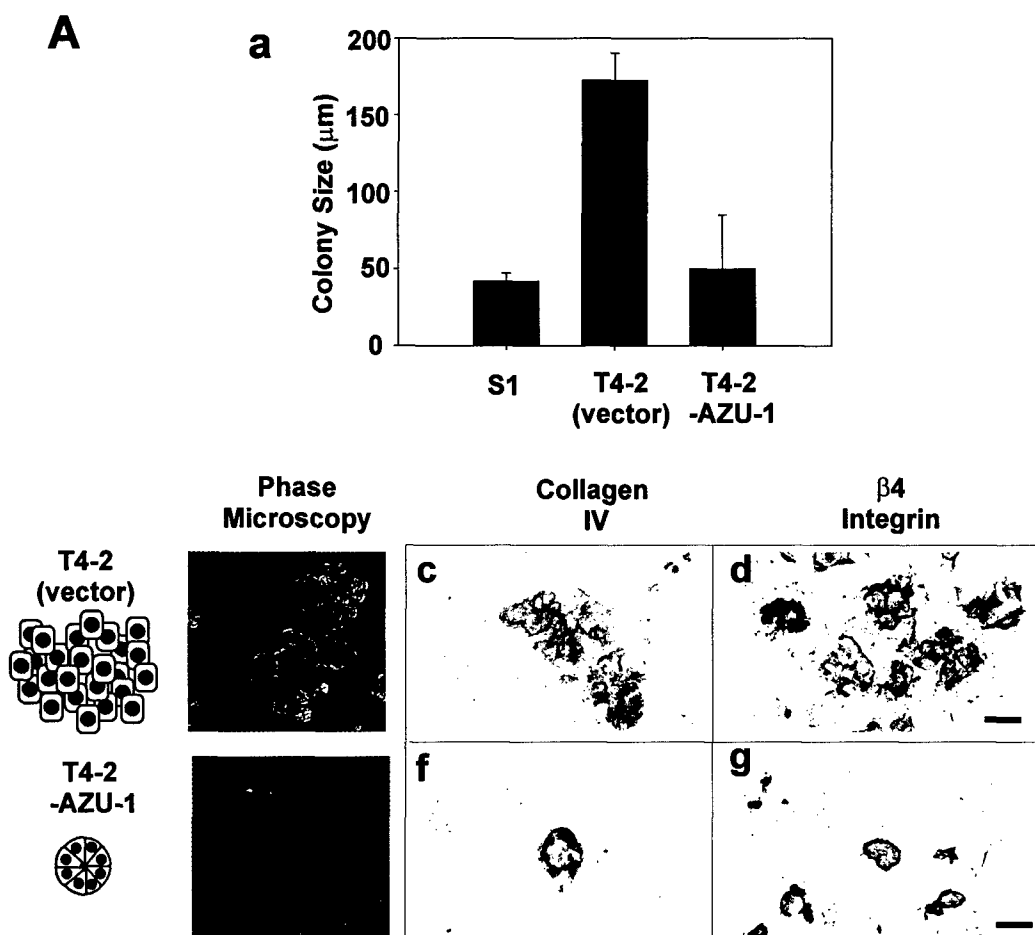 A
a
200
150
100
50
0
Colony Size (μm)
S1
T4-2
(vector)
T4-2
-AZU-1
Phase
Microscopy
Collagen
IV
β4
Integrin
T4-2
(vector)
c
d
T4-2
-AZU-1
f
g